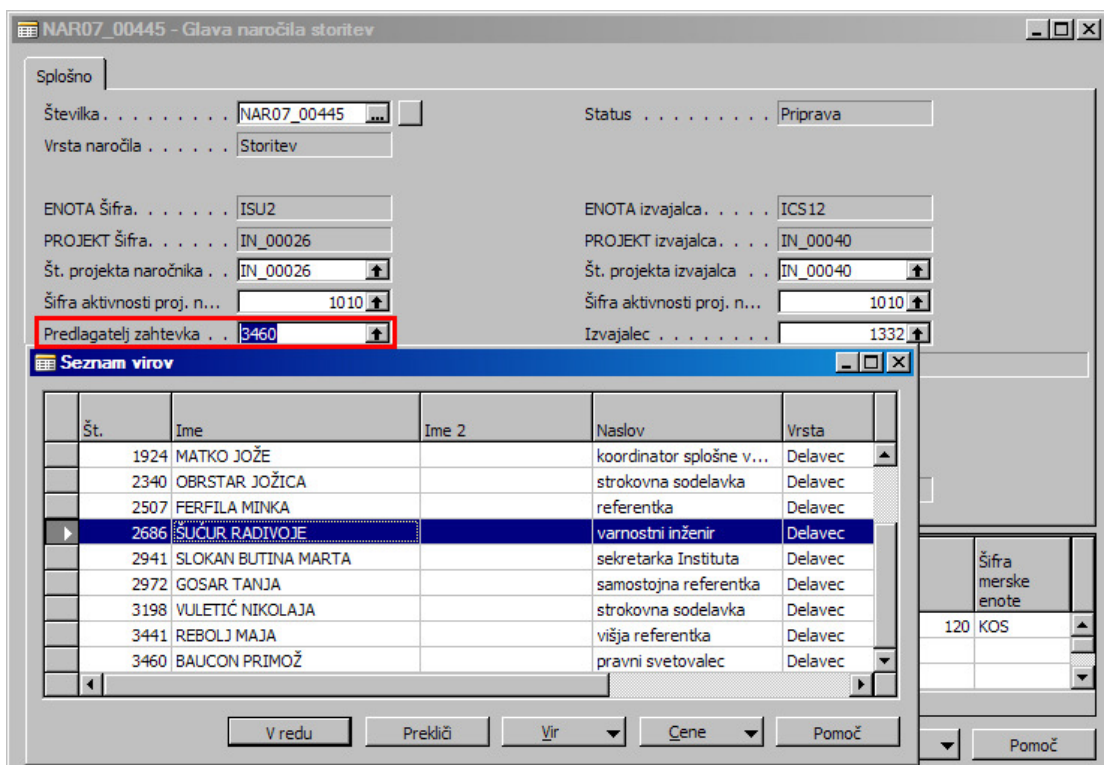 NAR07_00445 - Glava naročila storitev
Splošno
Številka. . . . . . . . . NAR07_00445 ...
Status . . . . . . . . . Priprava
Vrsta naročila . . . . . . Storitev
ENOTA Šifra. . . . . . . ISU2
ENOTA izvajalca. . . . . ICS12
PROJEKT Šifra. . . . . . IN_00026
PROJEKT izvajalca. . . . IN_00040
Št. projekta naročnika . . IN_00026
Št. projekta izvajalca . . IN_00040
Šifra aktivnosti proj. n... 1010
Šifra aktivnosti proj. n... 1010
Predlagatelj zahtevka . . 3460
Izvajalec . . . . . . . . 1332
Seznam virov
Št. Ime Ime 2 Naslov Vrsta
1924 MATKO JOŽE koordinator splošne v... Delavec
2340 OBRSTAR JOŽICA strokovna sodelavka Delavec
2507 FERFILA MINKA referentka Delavec
2686 ŠUĆUR RADIVOJE varnostni inženir Delavec
2941 SLOKAN BUTINA MARTA sekretarka Instituta Delavec
2972 GOSAR TANJA samostojna referentka Delavec
3198 VULETIĆ NIKOLAJA strokovna sodelavka Delavec
3441 REBOLJ MAJA višja referentka Delavec
3460 BAUCON PRIMOŽ pravni svetovalec Delavec
Šifra
merske
enote
120 KOS
V redu Prekliči Vir Cene Pomoč
Pomoč